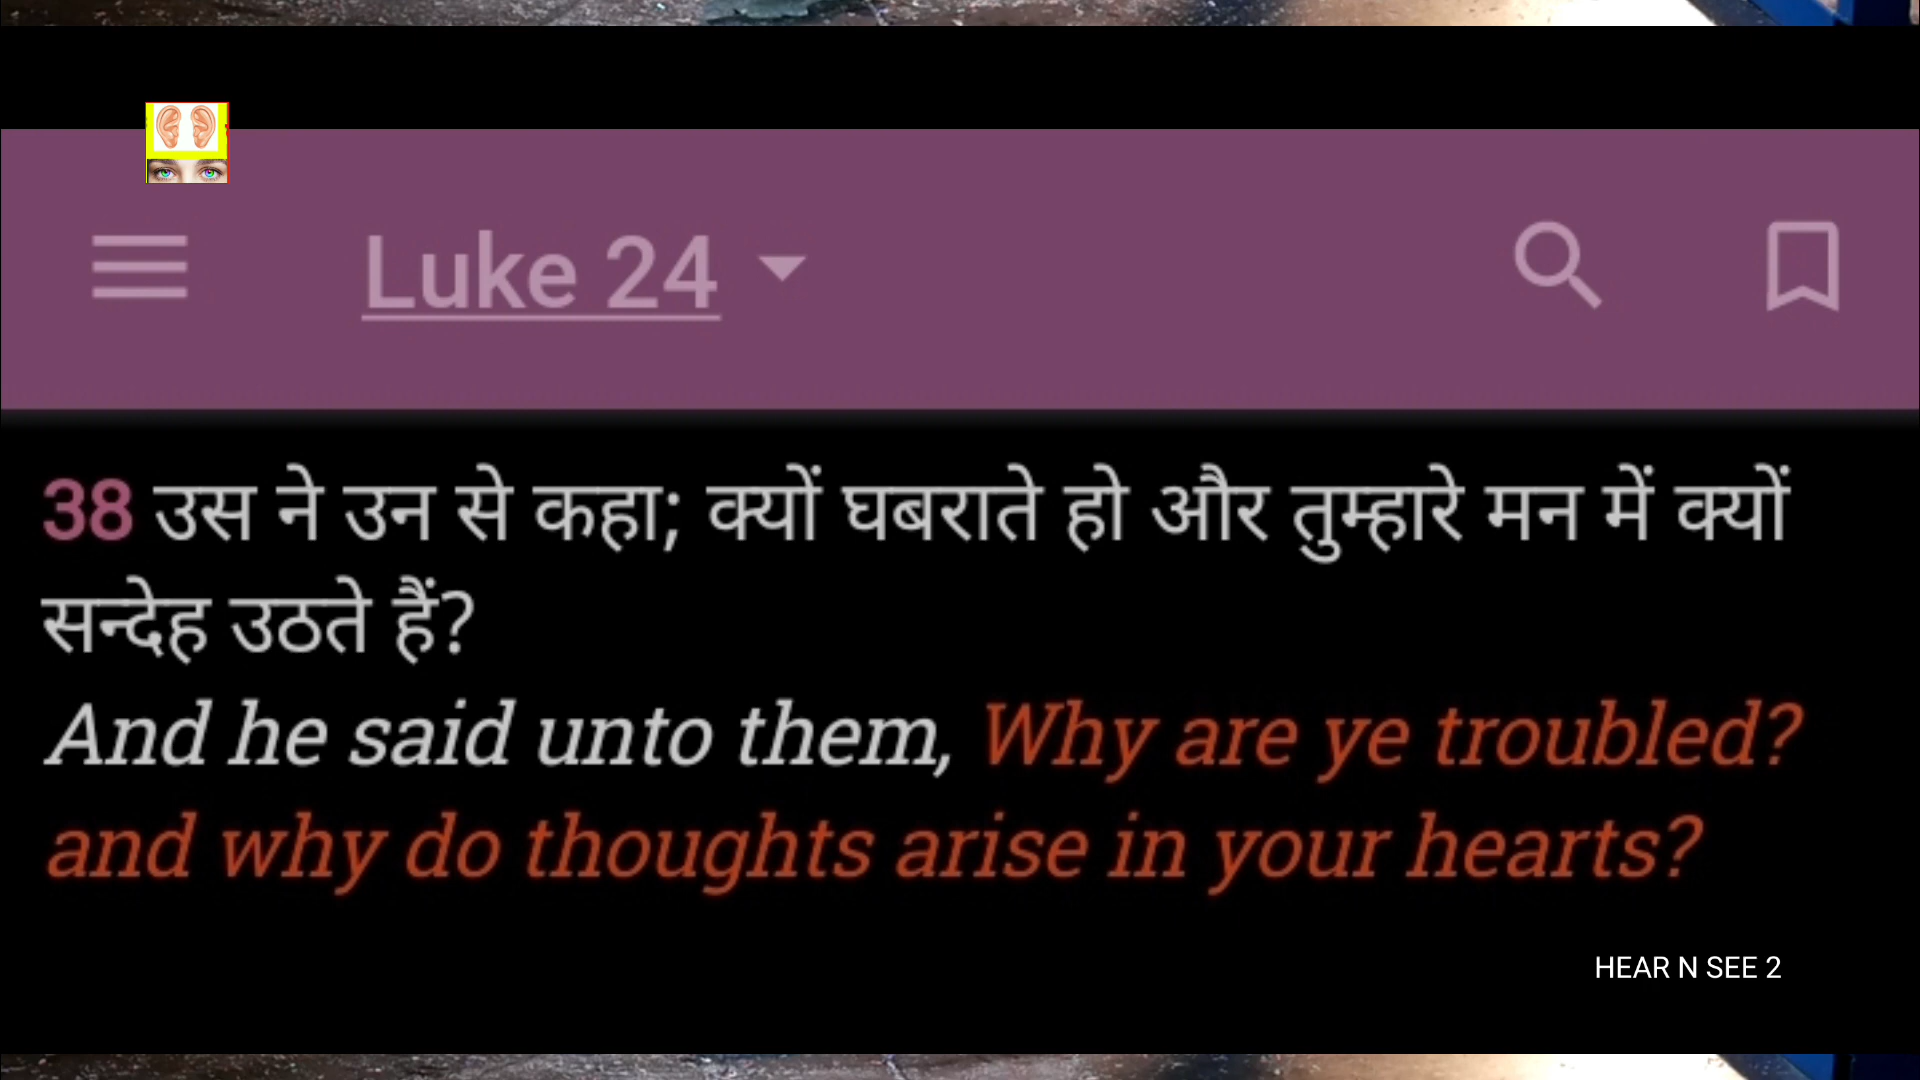 Luke 24
38 उस ने उन से कहा; क्यों घबराते हो और तुम्हारे मन में क्यों
सन्देह उठते हैं?
And he said unto them, Why are ye troubled?
and why do thoughts arise in your hearts?
HEAR N SEE 2